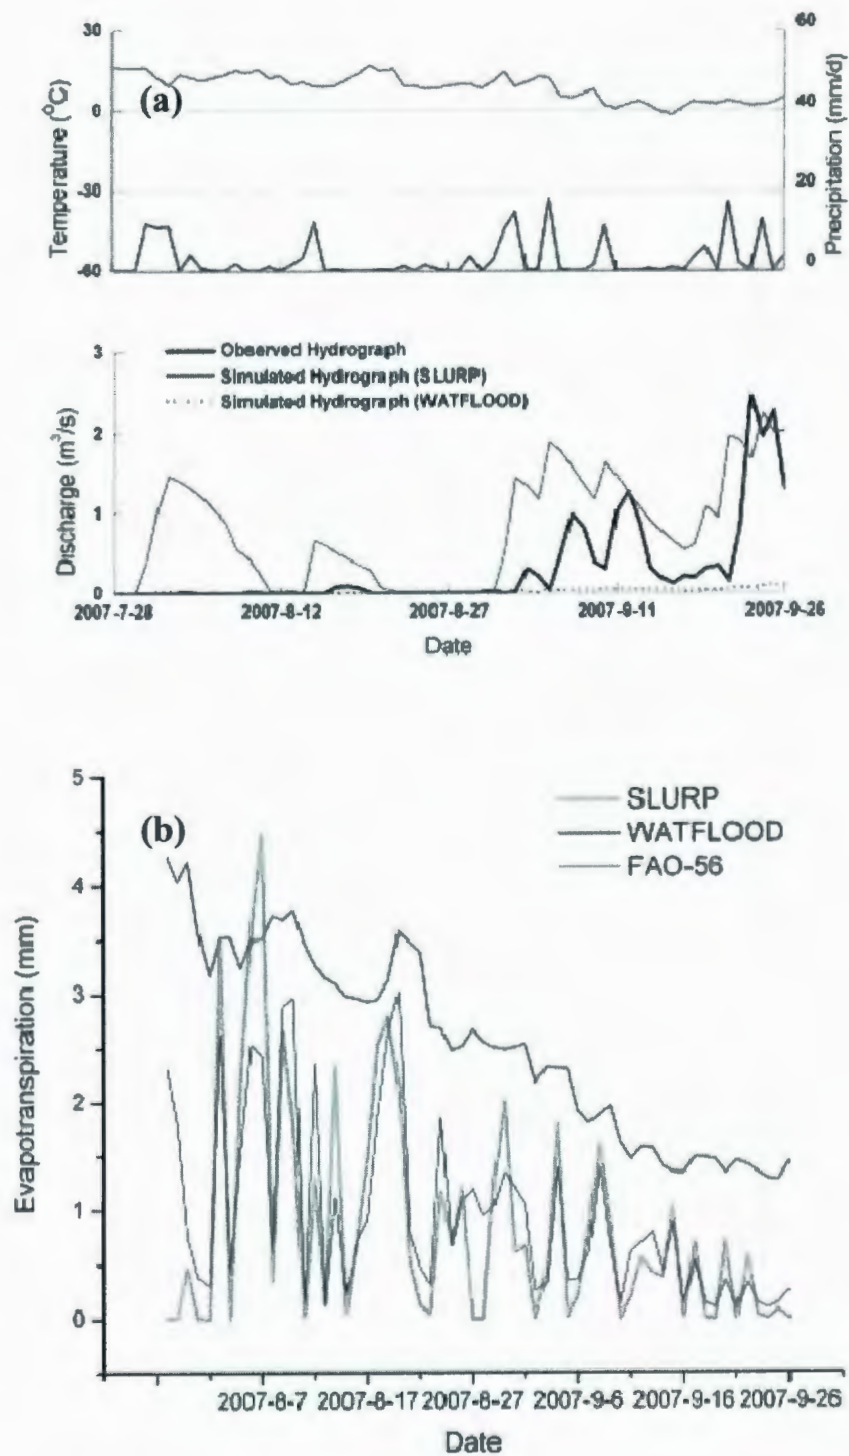 60
30
(a)
40
0
Temperature (°C)
Precipitation (mm/d)
20
-30
0
-60
3
Observed Hydrograph
Simulated Hydrograph (SLURP)
Simulated Hydrograph (WATFLOOD)
2
Discharge (m³/s)
1
0
2007-7-28 2007-8-12 2007-8-27 2007-9-11 2007-9-26
Date
5
(b)
SLURP
WATFLOOD
FAO-56
4
3
Evapotranspiration (mm)
2
1
0
2007-8-7 2007-8-17 2007-8-27 2007-9-6 2007-9-16 2007-9-26
Date